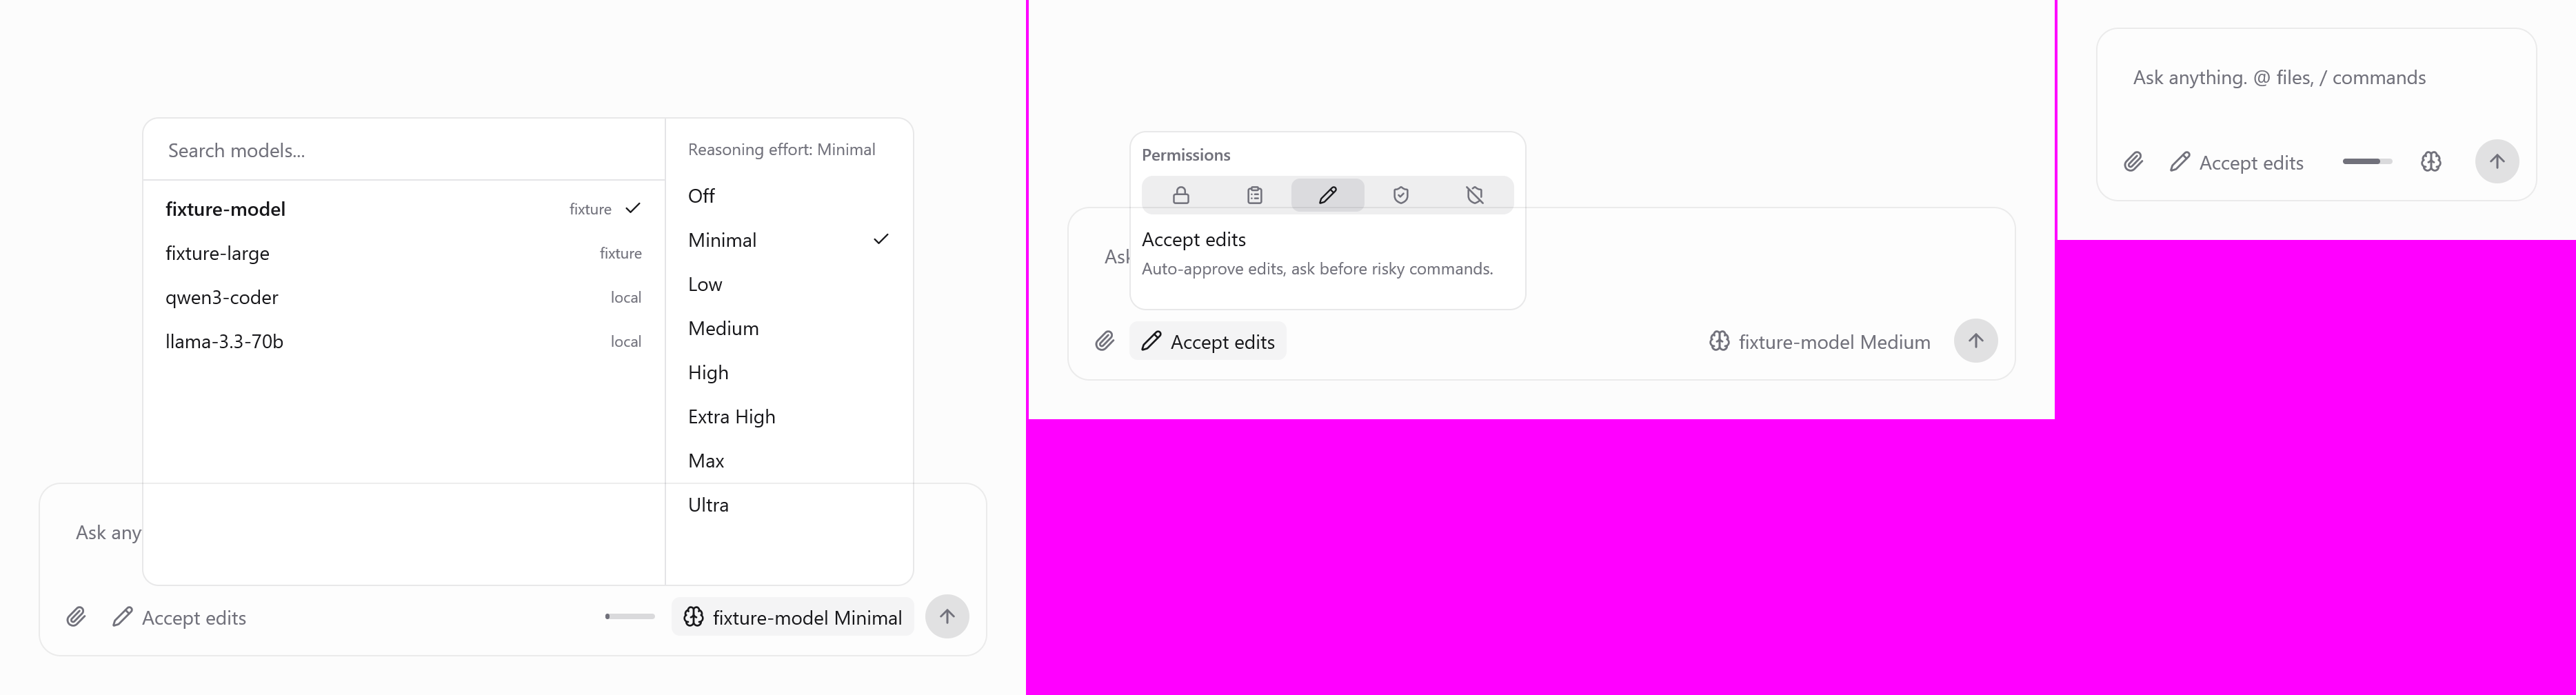 Search models...
fixture-model fixture
fixture-large fixture
qwen3-coder local
llama-3.3-70b local
Reasoning effort: Minimal
Off
Minimal
Low
Medium
High
Extra High
Max
Ultra
Ask any
Accept edits
fixture-model Minimal
Permissions
Accept edits
Auto-approve edits, ask before risky commands.
Ask
Accept edits
fixture-model Medium
Ask anything. @ files, / commands
Accept edits